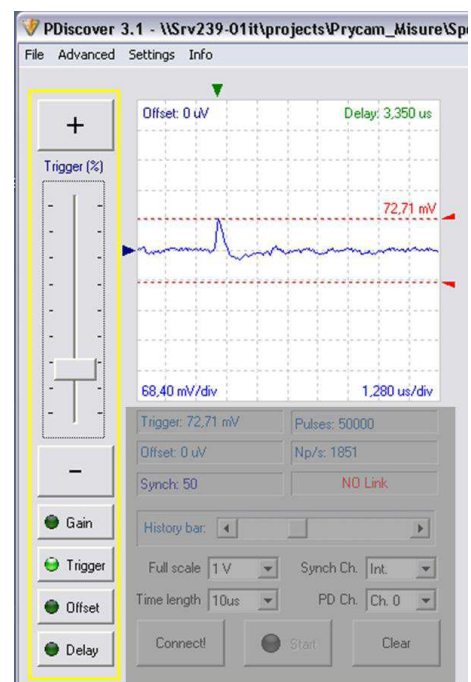 PDiscover 3.1 - \\Srv239-01it\projects\Prycam_Misure\Spe
File Advanced Settings Info
Offset: 0 uV Delay: 3,350 us
+
Trigger (%)
72,71 mV
68,40 mV/div 1,280 us/div
Trigger: 72,71 mV Pulses: 50000
Offset: 0 uV Np/s: 1851
–
Synch: 50 NO Link
Gain
History bar:
Trigger
Full scale 1 V Synch Ch. Int.
Offset
Time length 10us PD Ch. Ch. 0
Delay
Connect! Start Clear